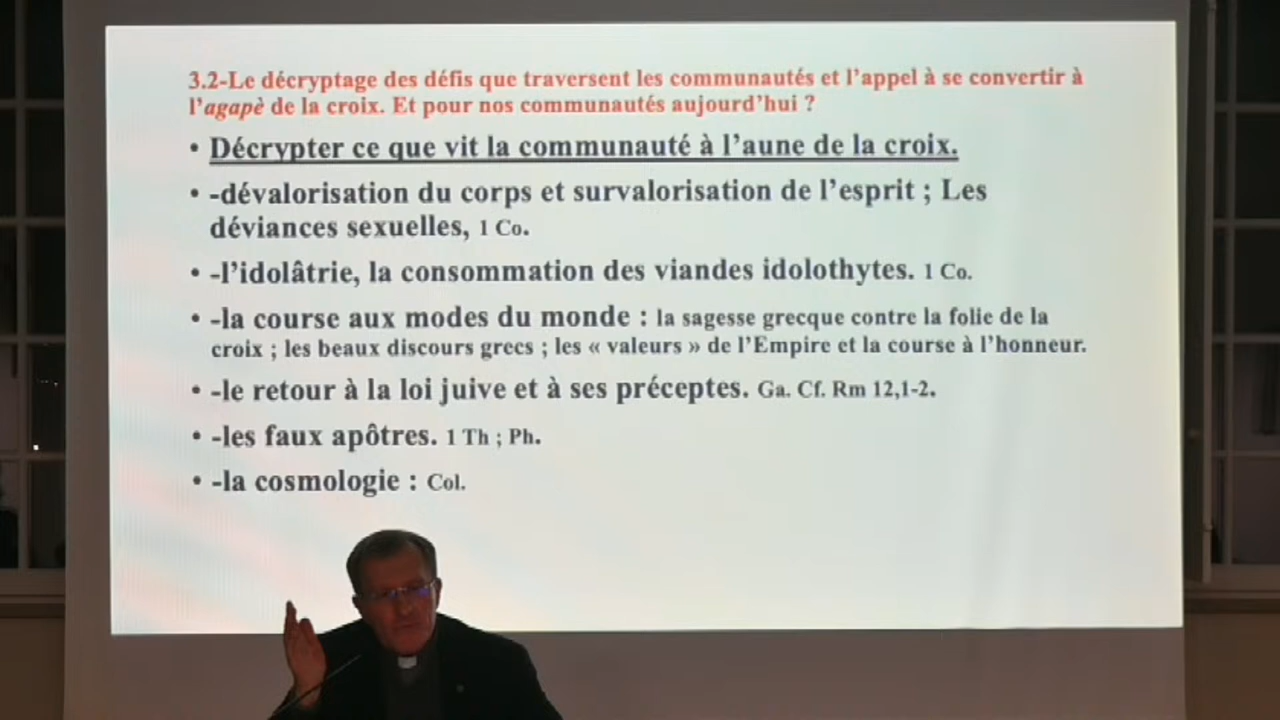 3.2-Le décryptage des défis que traversent les communautés et l'appel à se convertir à
l'agapè de la croix. Et pour nos communautés aujourd'hui ?
• Décrypter ce que vit la communauté à l'aune de la croix.
• -dévalorisation du corps et survalorisation de l'esprit ; Les
déviances sexuelles, 1 Co.
• -l'idolâtrie, la consommation des viandes idolothytes. 1 Co.
• -la course aux modes du monde : la sagesse grecque contre la folie de la
croix ; les beaux discours grecs ; les « valeurs » de l'Empire et la course à l'honneur.
• -le retour à la loi juive et à ses préceptes. Ga. Cf. Rm 12,1-2.
• -les faux apôtres. 1 Th ; Ph.
• -la cosmologie : Col.